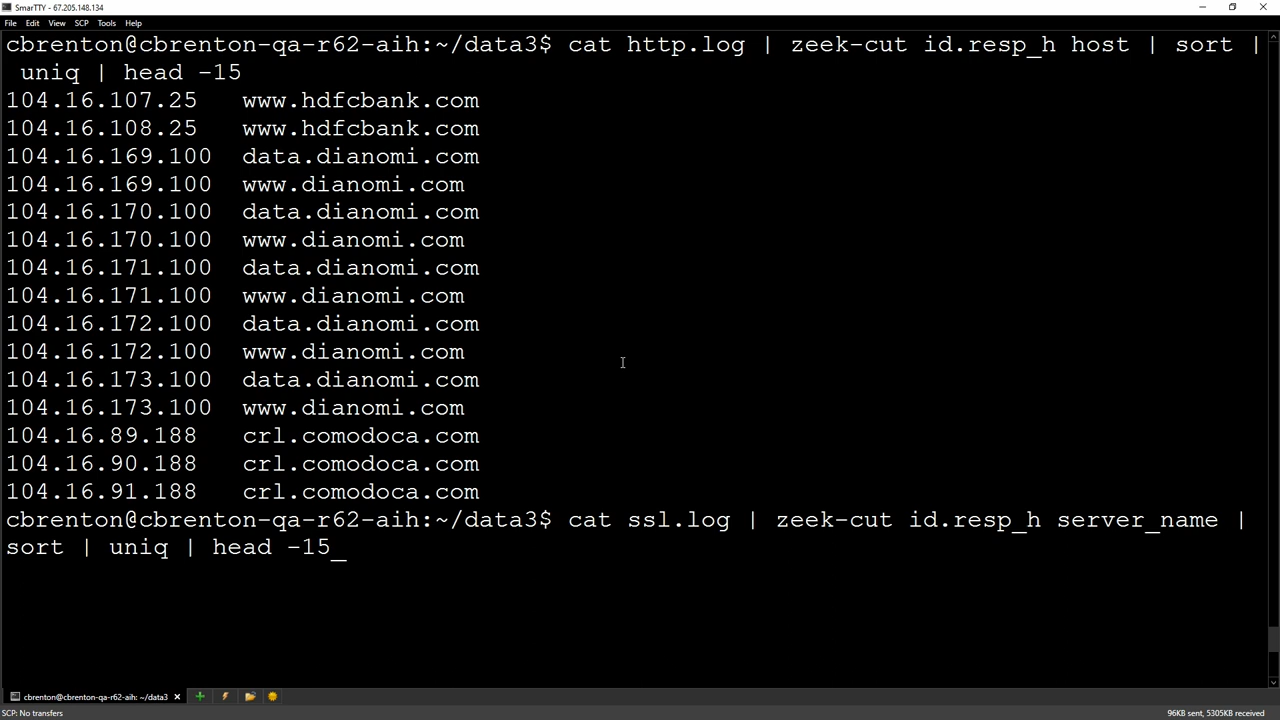 SmarTTY - 67.205.148.134
File Edit View SCP Tools Help
cbrenton@cbrenton-qa-r62-aih:~/data3$ cat http.log | zeek-cut id.resp_h host | sort |
 uniq | head -15
104.16.107.25   www.hdfcbank.com
104.16.108.25   www.hdfcbank.com
104.16.169.100  data.dianomi.com
104.16.169.100  www.dianomi.com
104.16.170.100  data.dianomi.com
104.16.170.100  www.dianomi.com
104.16.171.100  data.dianomi.com
104.16.171.100  www.dianomi.com
104.16.172.100  data.dianomi.com
104.16.172.100  www.dianomi.com
104.16.173.100  data.dianomi.com
104.16.173.100  www.dianomi.com
104.16.89.188   crl.comodoca.com
104.16.90.188   crl.comodoca.com
104.16.91.188   crl.comodoca.com
cbrenton@cbrenton-qa-r62-aih:~/data3$ cat ssl.log | zeek-cut id.resp_h server_name |
sort | uniq | head -15_
cbrenton@cbrenton-qa-r62-aih: ~/data3
SCP: No transfers 96KB sent, 5305KB received